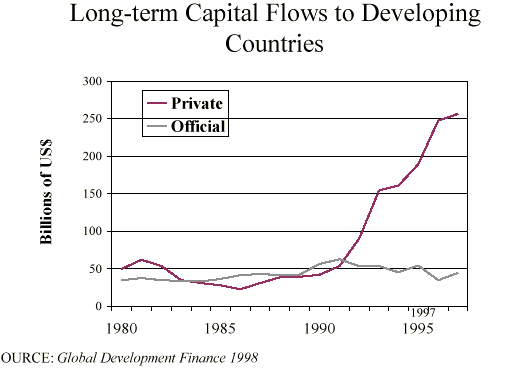 Long-term Capital Flows to Developing
Countries
300
250
200
150
100
50
0
Billions of US$
Private
Official
1997
1980
1985
1990
1995
OURCE: Global Development Finance 1998